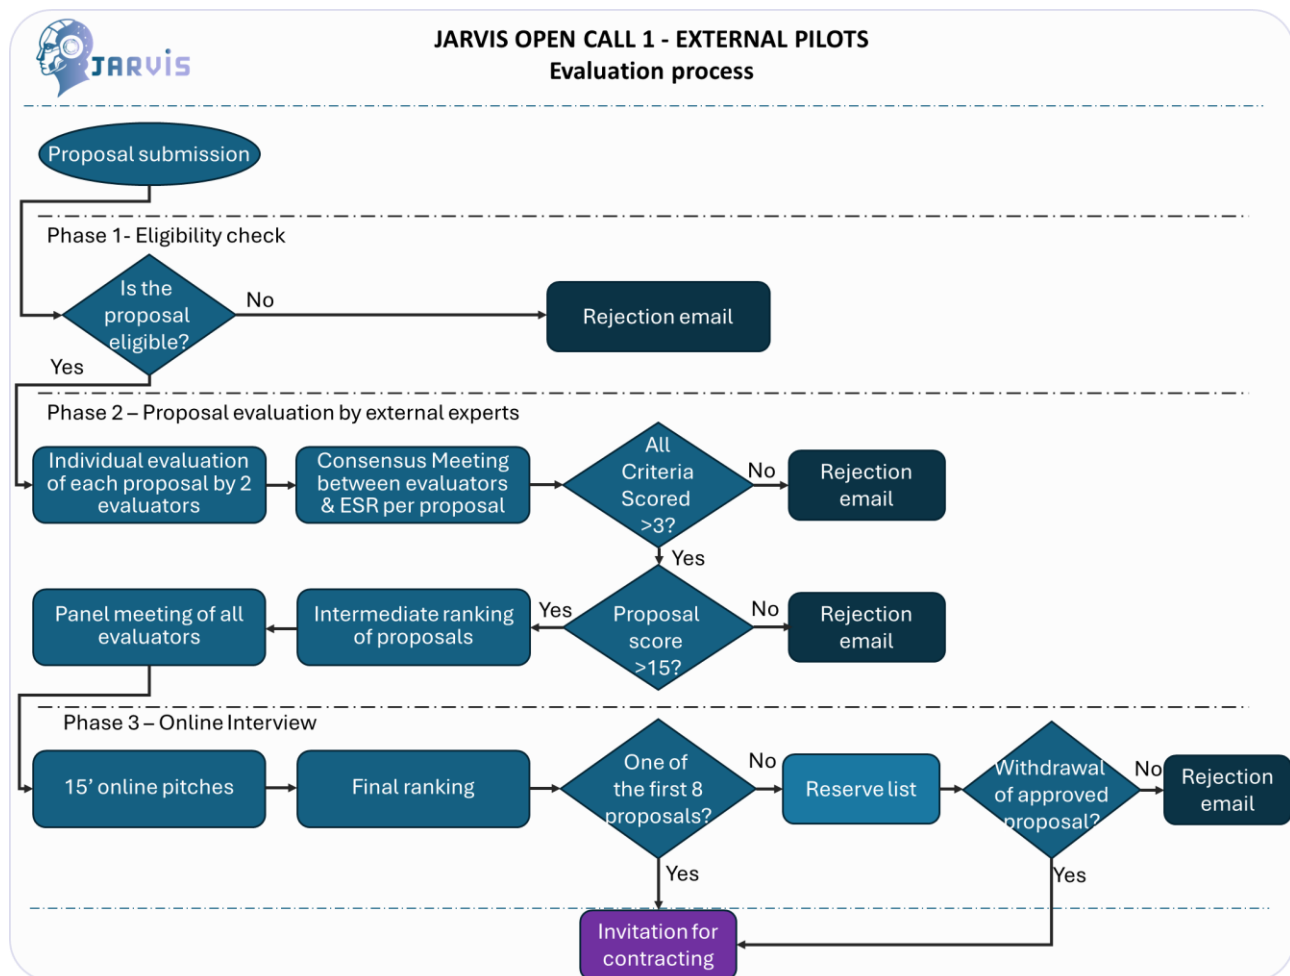 JARVIS
JARVIS OPEN CALL 1 - EXTERNAL PILOTS
Evaluation process
Proposal submission
Phase 1- Eligibility check
Is the
proposal
eligible?
No
Rejection email
Yes
Phase 2 – Proposal evaluation by external experts
Individual evaluation
of each proposal by 2
evaluators
Consensus Meeting
between evaluators
& ESR per proposal
All
Criteria
Scored
>3?
No
Rejection
email
Yes
Panel meeting of all
evaluators
Intermediate ranking
of proposals
Yes
Proposal
score
>15?
No
Rejection
email
Phase 3 – Online Interview
15' online pitches
Final ranking
One of
the first 8
proposals?
No
Reserve list
Withdrawal
of approved
proposal?
No
Rejection
email
Yes
Yes
Invitation for
contracting